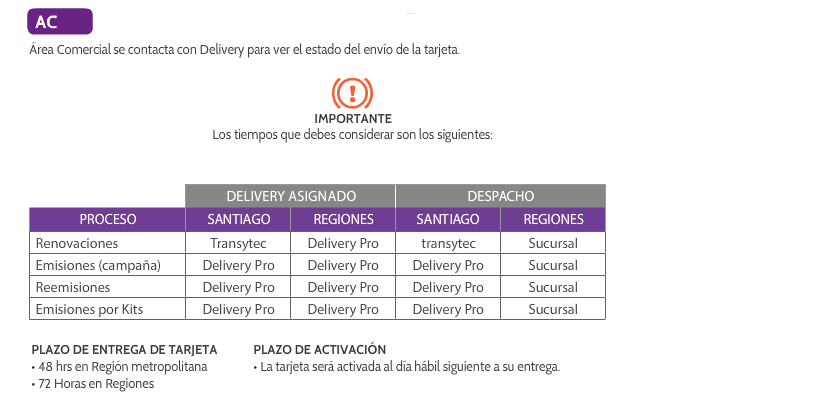 AC
Área Comercial se contacta con Delivery para ver el estado del envío de la tarjeta.
IMPORTANTE
Los tiempos que debes considerar son los siguientes:
DELIVERY ASIGNADO DESPACHO
PROCESO SANTIAGO REGIONES SANTIAGO REGIONES
Renovaciones Transytec Delivery Pro transytec Sucursal
Emisiones (campaña) Delivery Pro Delivery Pro Delivery Pro Sucursal
Reemisiones Delivery Pro Delivery Pro Delivery Pro Sucursal
Emisiones por Kits Delivery Pro Delivery Pro Delivery Pro Sucursal
PLAZO DE ENTREGA DE TARJETA
• 48 hrs en Región metropolitana
• 72 Horas en Regiones
PLAZO DE ACTIVACIÓN
• La tarjeta será activada al día hábil siguiente a su entrega.